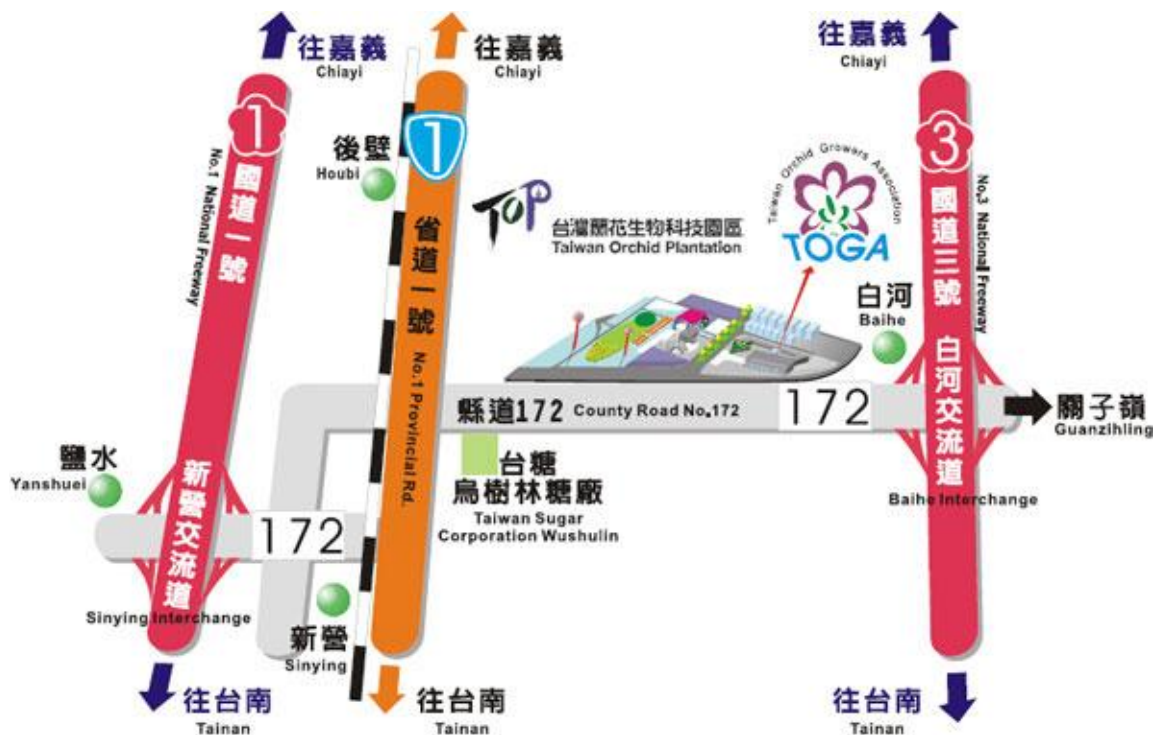 往嘉義
Chiayi
往嘉義
Chiayi
往嘉義
Chiayi
1
國道一號
No.1 National Freeway
後壁
Houbi
1
省道一號
No.1 Provincial Rd.
TOP
台灣蘭花生物科技園區
Taiwan Orchid Plantation
Taiwan Orchid Growers Association
TOGA
白河
Baihe
3
國道三號
No.3 National Freeway
白河交流道
Baihe Interchange
縣道172 County Road No.172
172
關子嶺
Guanzihling
鹽水
Yanshuei
新營交流道
Sinying Interchange
172
台糖
烏樹林糖廠
Taiwan Sugar
Corporation Wushulin
新營
Sinying
往台南
Tainan
往台南
Tainan
往台南
Tainan